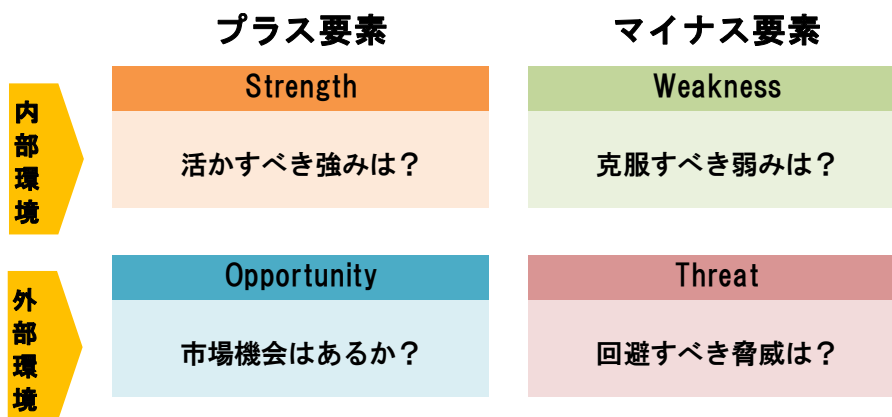 プラス要素
マイナス要素
内部環境
Strength
Weakness
活かすべき強みは？
克服すべき弱みは？
外部環境
Opportunity
Threat
市場機会はあるか？
回避すべき脅威は？